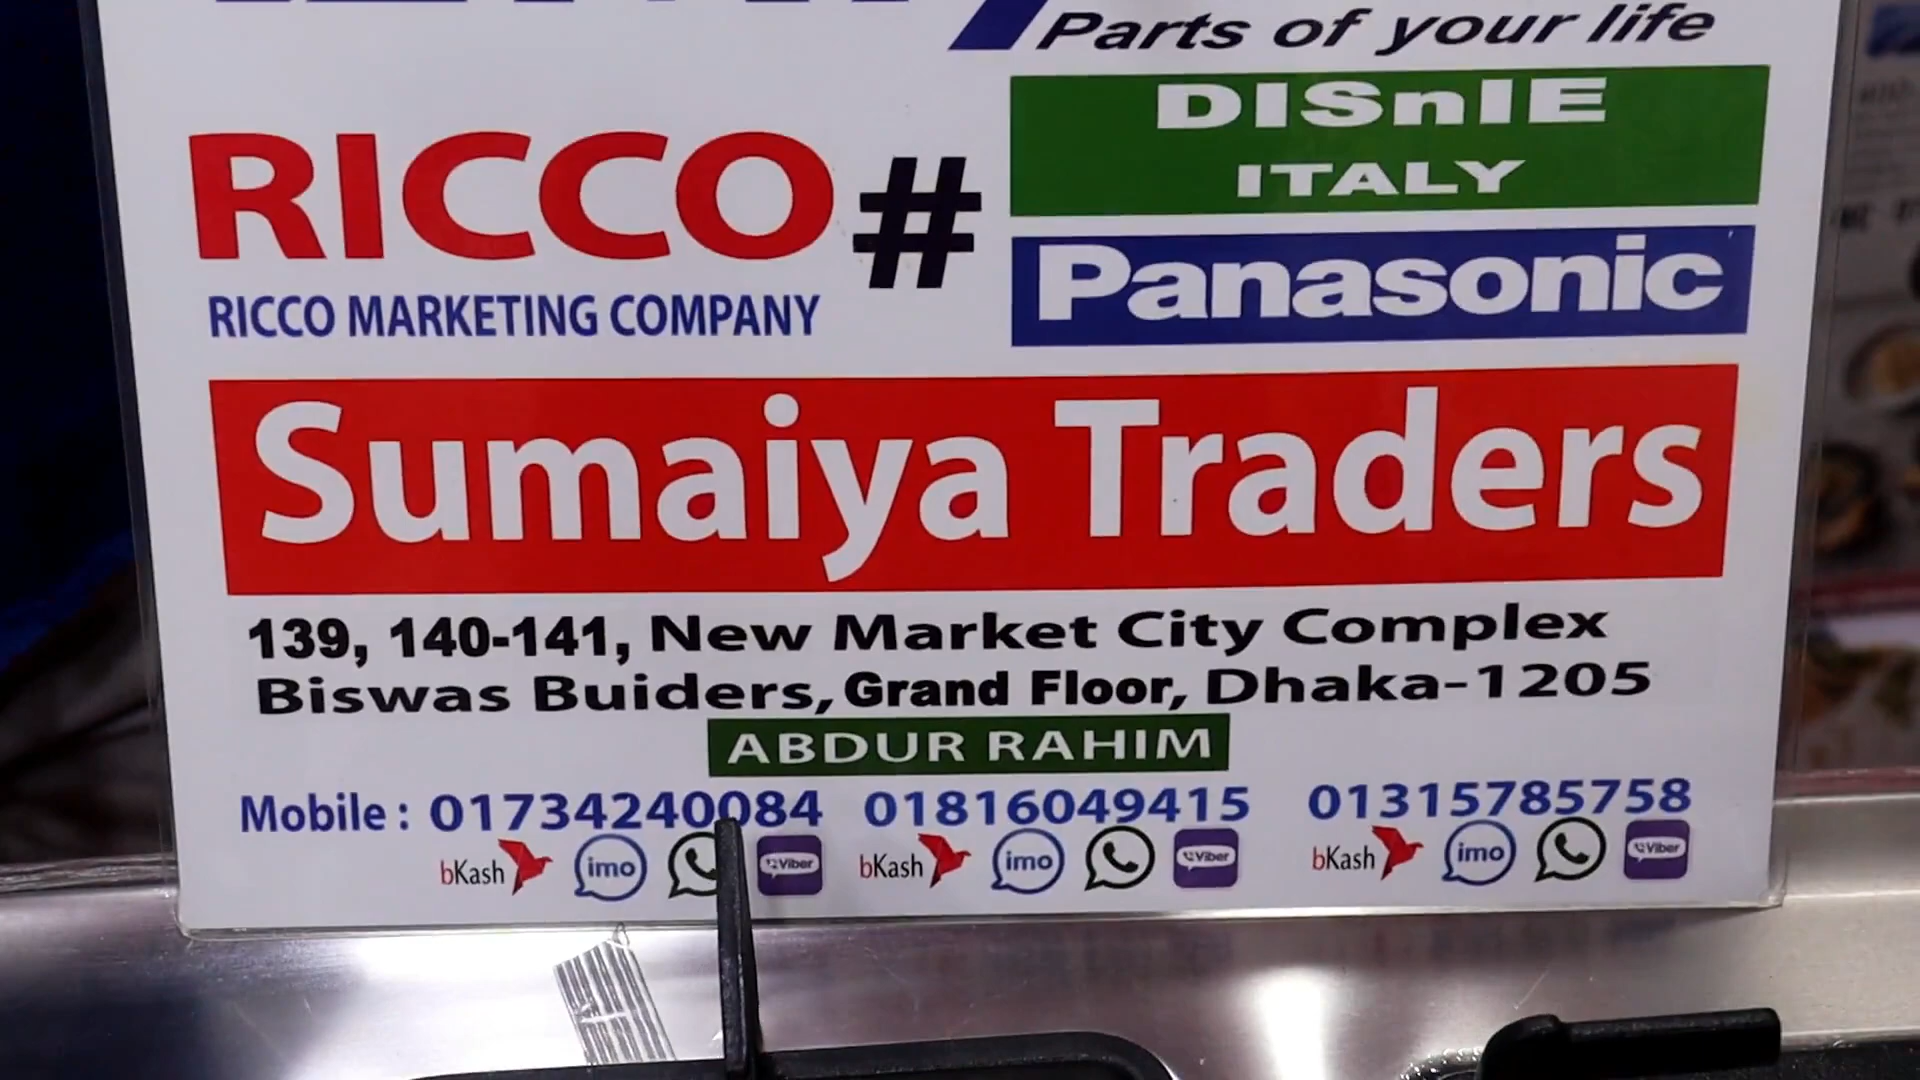 Parts of your life
DISnIE
ITALY
RICCO
#
Panasonic
RICCO MARKETING COMPANY
Sumaiya Traders
139, 140-141, New Market City Complex
Biswas Buiders, Grand Floor, Dhaka-1205
ABDUR RAHIM
Mobile : 01734240084 01816049415 01315785758
bKash imo Viber bKash imo Viber bKash imo Viber